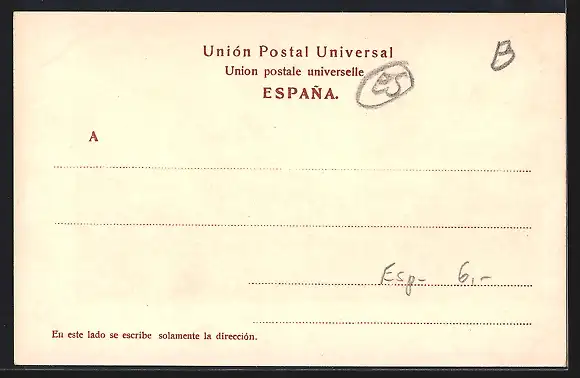 Unión Postal Universal
Union postale universelle
ESPAÑA.
B
A
Esp- 6,-
En este lado se escribe solamente la dirección.